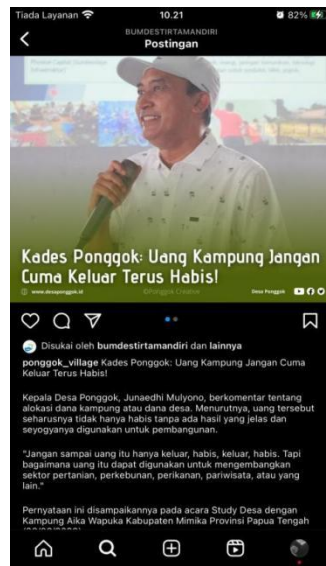 Tiada Layanan 10.21 82%
BUMDESTIRTAMANDIRI
Postingan
Kades Ponggok: Uang Kampung Jangan
Cuma Keluar Terus Habis!
www.desaponggok.id ©Ponggok Creative Desa Ponggok
Disukai oleh bumdestirtamandiri dan lainnya
ponggok_village Kades Ponggok: Uang Kampung Jangan Cuma
Keluar Terus Habis!
Kepala Desa Ponggok, Junaedhi Mulyono, berkomentar tentang
alokasi dana kampung atau dana desa. Menurutnya, uang tersebut
seharusnya tidak hanya habis tanpa ada hasil yang jelas dan
seyogyanya digunakan untuk pembangunan.
"Jangan sampai uang itu hanya keluar, habis, keluar, habis. Tapi
bagaimana uang itu dapat digunakan untuk mengembangkan
sektor pertanian, perkebunan, perikanan, pariwisata, atau yang
lain."
Pernyataan ini disampaikannya pada acara Study Desa dengan
Kampung Aika Wapuka Kabupaten Mimika Provinsi Papua Tengah